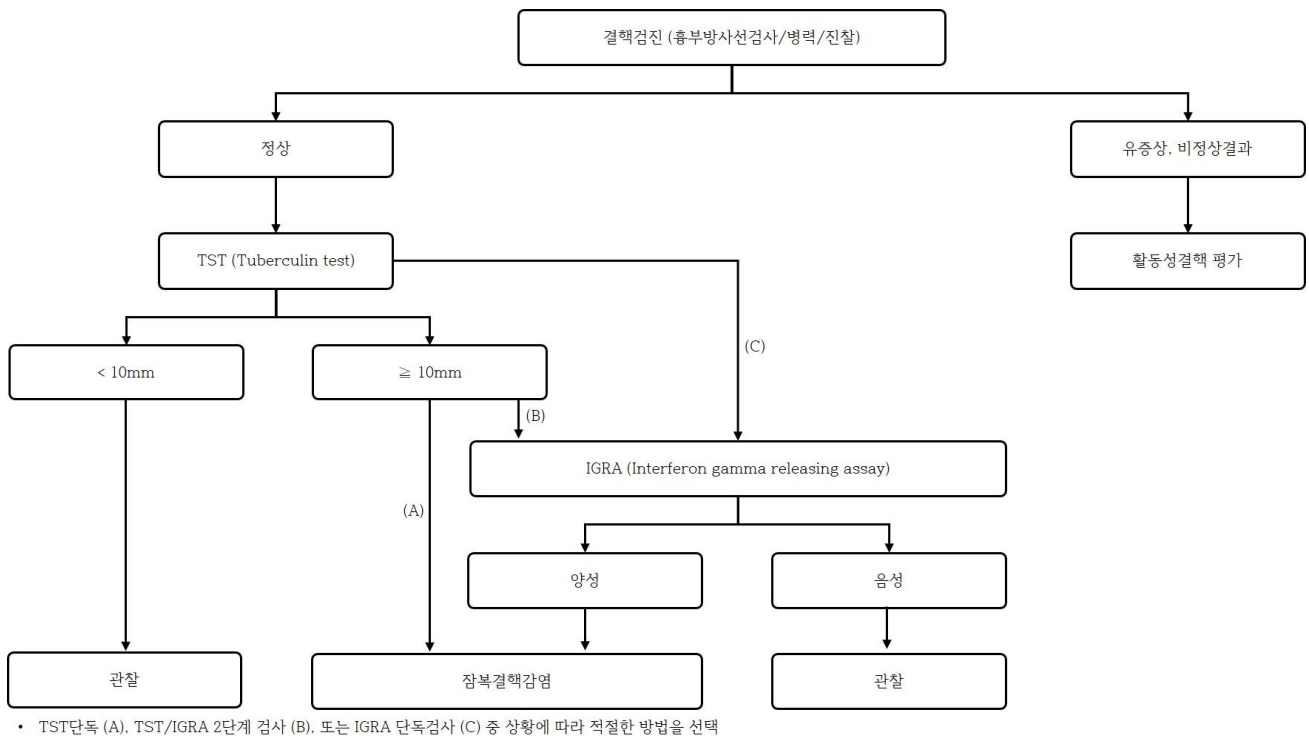 결핵검진 (흉부방사선검사/병력/진찰)
정상
유증상, 비정상결과
TST (Tuberculin test)
활동성결핵 평가
(C)
< 10mm
≧ 10mm
(B)
IGRA (Interferon gamma releasing assay)
(A)
양성
음성
관찰
잠복결핵감염
관찰
• TST단독 (A), TST/IGRA 2단계 검사 (B), 또는 IGRA 단독검사 (C) 중 상황에 따라 적절한 방법을 선택